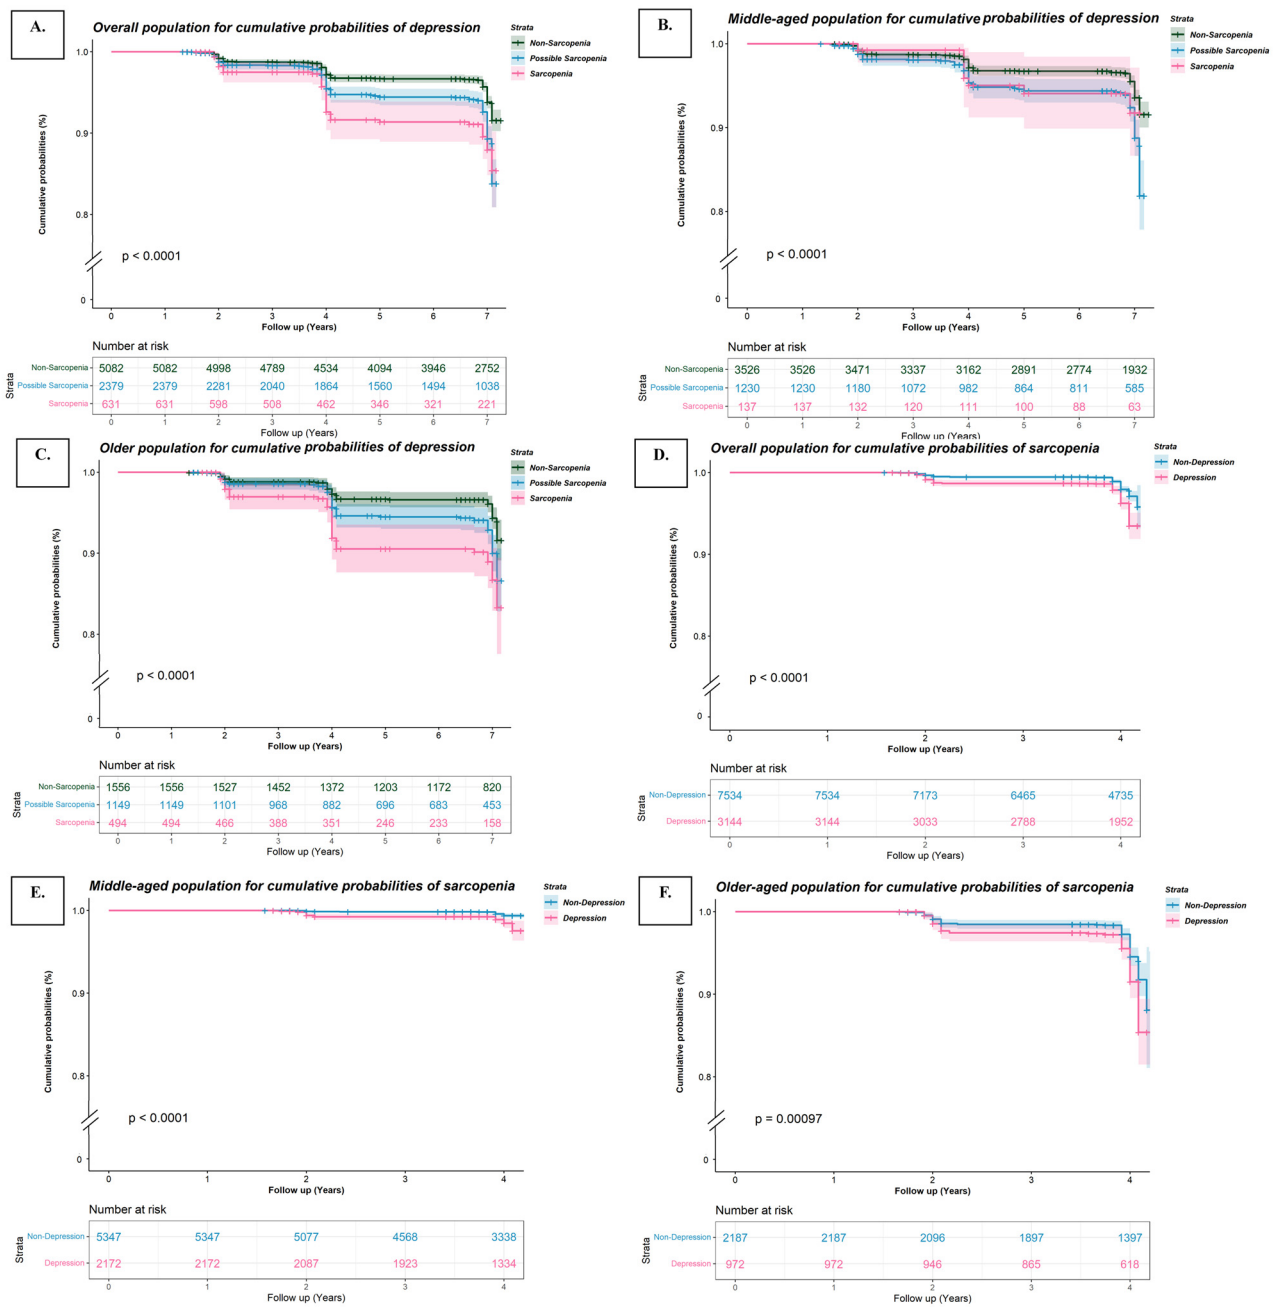 A.
Overall population for cumulative probabilities of depression
Strata
Non-Sarcopenia
Possible Sarcopenia
Sarcopenia
Cumulative probabilities (%)
1.0
0.9
0.8
0
p < 0.0001
0 1 2 3 4 5 6 7
Follow up (Years)
Number at risk
Strata
Non-Sarcopenia 5082 5082 4998 4789 4534 4094 3946 2752
Possible Sarcopenia 2379 2379 2281 2040 1864 1560 1494 1038
Sarcopenia 631 631 598 508 462 346 321 221
0 1 2 3 4 5 6 7
Follow up (Years)
B.
Middle-aged population for cumulative probabilities of depression
Strata
Non-Sarcopenia
Possible Sarcopenia
Sarcopenia
Cumulative probabilities (%)
1.0
0.9
0.8
0
p < 0.0001
0 1 2 3 4 5 6 7
Follow up (Years)
Number at risk
Strata
Non-Sarcopenia 3526 3526 3471 3337 3162 2891 2774 1932
Possible Sarcopenia 1230 1230 1180 1072 982 864 811 585
Sarcopenia 137 137 132 120 111 100 88 63
0 1 2 3 4 5 6 7
Follow up (Years)
C.
Older population for cumulative probabilities of depression
Strata
Non-Sarcopenia
Possible Sarcopenia
Sarcopenia
Cumulative probabilities (%)
1.0
0.9
0.8
0
p < 0.0001
0 1 2 3 4 5 6 7
Follow up (Years)
Number at risk
Strata
Non-Sarcopenia 1556 1556 1527 1452 1372 1203 1172 820
Possible Sarcopenia 1149 1149 1101 968 882 696 683 453
Sarcopenia 494 494 466 388 351 246 233 158
0 1 2 3 4 5 6 7
Follow up (Years)
D.
Overall population for cumulative probabilities of sarcopenia
Strata
Non-Depression
Depression
Cumulative probabilities (%)
1.0
0.9
0.8
0
p < 0.0001
0 1 2 3 4
Follow up (Years)
Number at risk
Strata
Non-Depression 7534 7534 7173 6465 4735
Depression 3144 3144 3033 2788 1952
0 1 2 3 4
Follow up (Years)
E.
Middle-aged population for cumulative probabilities of sarcopenia
Strata
Non-Depression
Depression
Cumulative probabilities (%)
1.0
0.9
0.8
0
p < 0.0001
0 1 2 3 4
Follow up (Years)
Number at risk
Strata
Non-Depression 5347 5347 5077 4568 3338
Depression 2172 2172 2087 1923 1334
0 1 2 3 4
Follow up (Years)
F.
Older-aged population for cumulative probabilities of sarcopenia
Strata
Non-Depression
Depression
Cumulative probabilities (%)
1.0
0.9
0.8
0
p = 0.00097
0 1 2 3 4
Follow up (Years)
Number at risk
Strata
Non-Depression 2187 2187 2096 1897 1397
Depression 972 972 946 865 618
0 1 2 3 4
Follow up (Years)